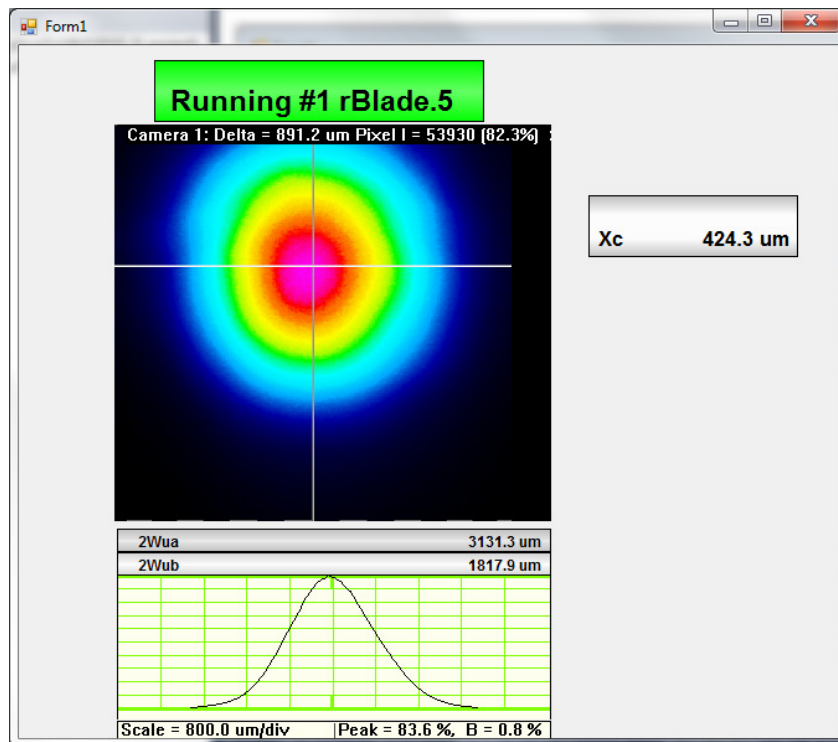 Form1
Running #1 rBlade.5
Camera 1: Delta = 891.2 um Pixel I = 53930 (82.3%)
Xc 424.3 um
2Wua 3131.3 um
2Wub 1817.9 um
Scale = 800.0 um/div Peak = 83.6 %, B = 0.8 %